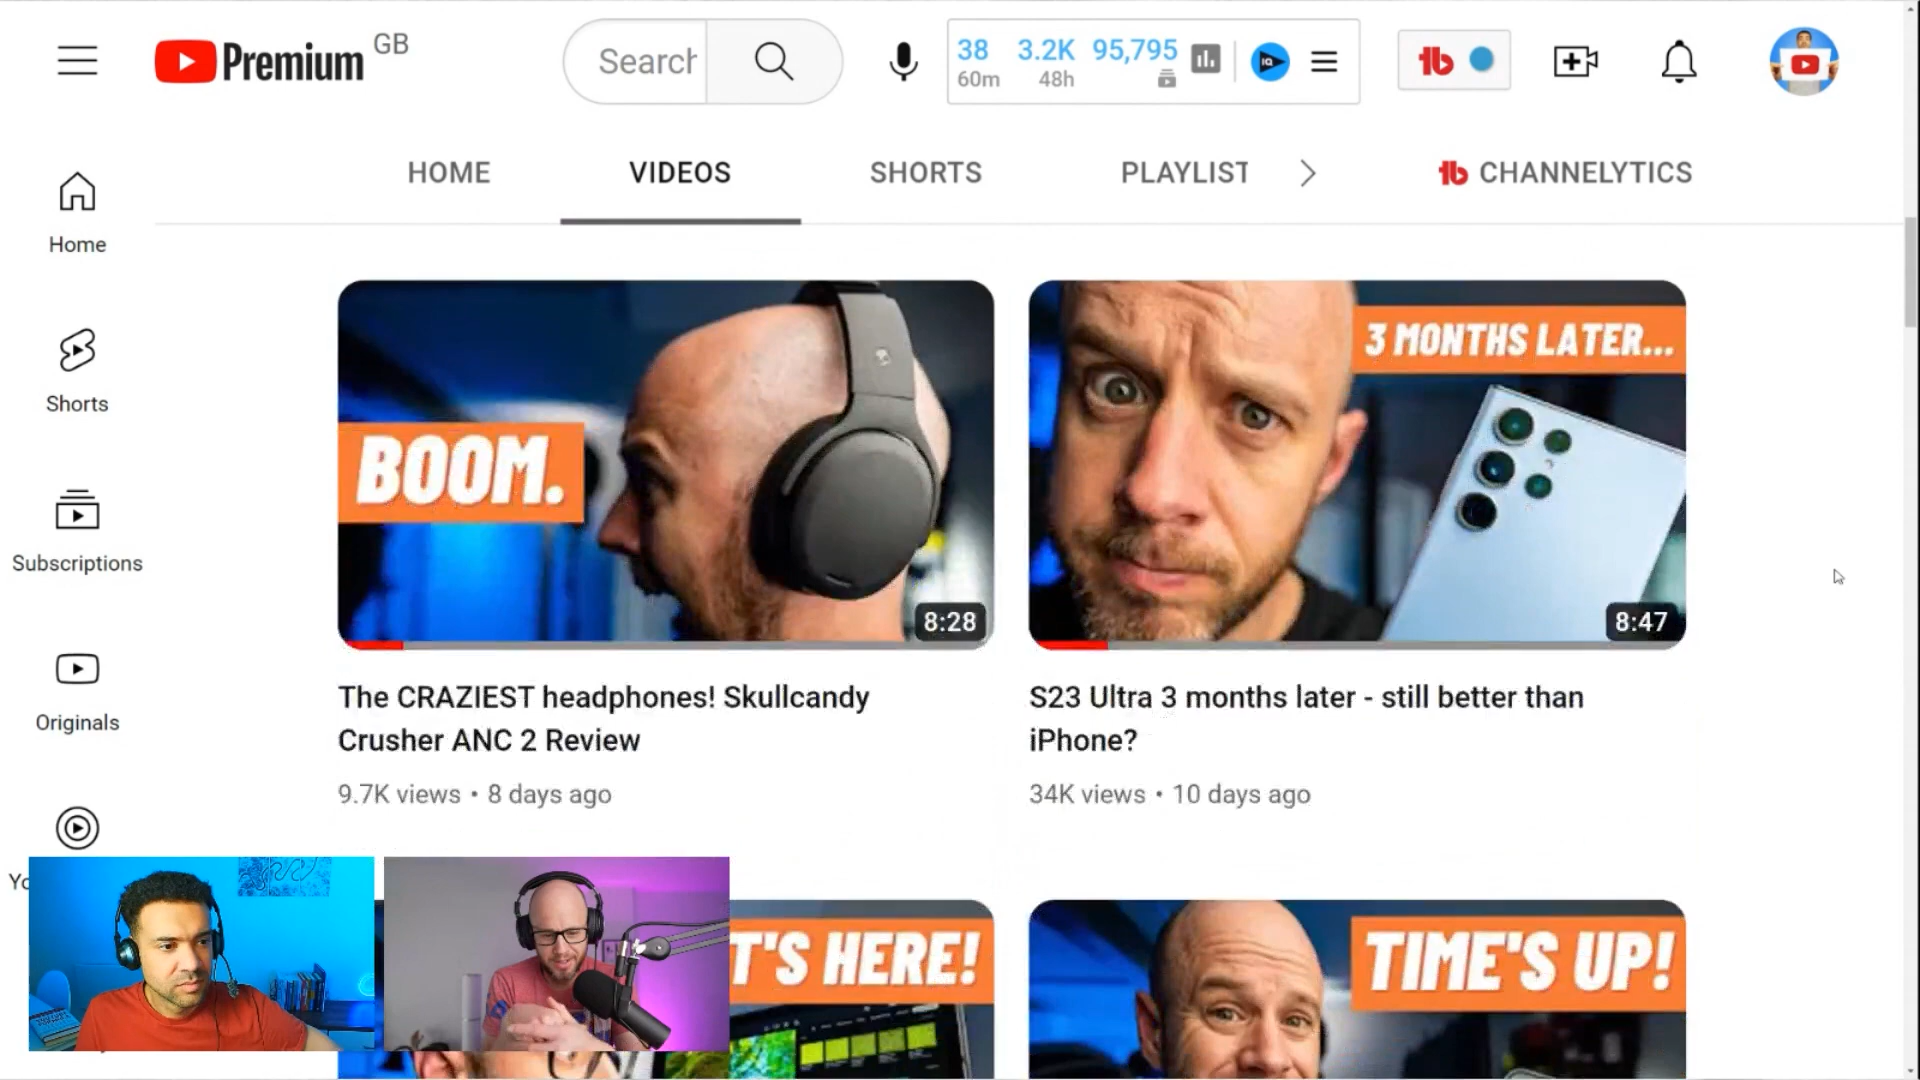 Premium GB
Search
38 3.2K 95,795
60m 48h
IQ
HOME VIDEOS SHORTS PLAYLIST CHANNELYTICS
Home
Shorts
Subscriptions
Originals
Yo
BOOM.
8:28
The CRAZIEST headphones! Skullcandy
Crusher ANC 2 Review
9.7K views • 8 days ago
3 MONTHS LATER...
8:47
S23 Ultra 3 months later - still better than
iPhone?
34K views • 10 days ago
T'S HERE!
TIME'S UP!